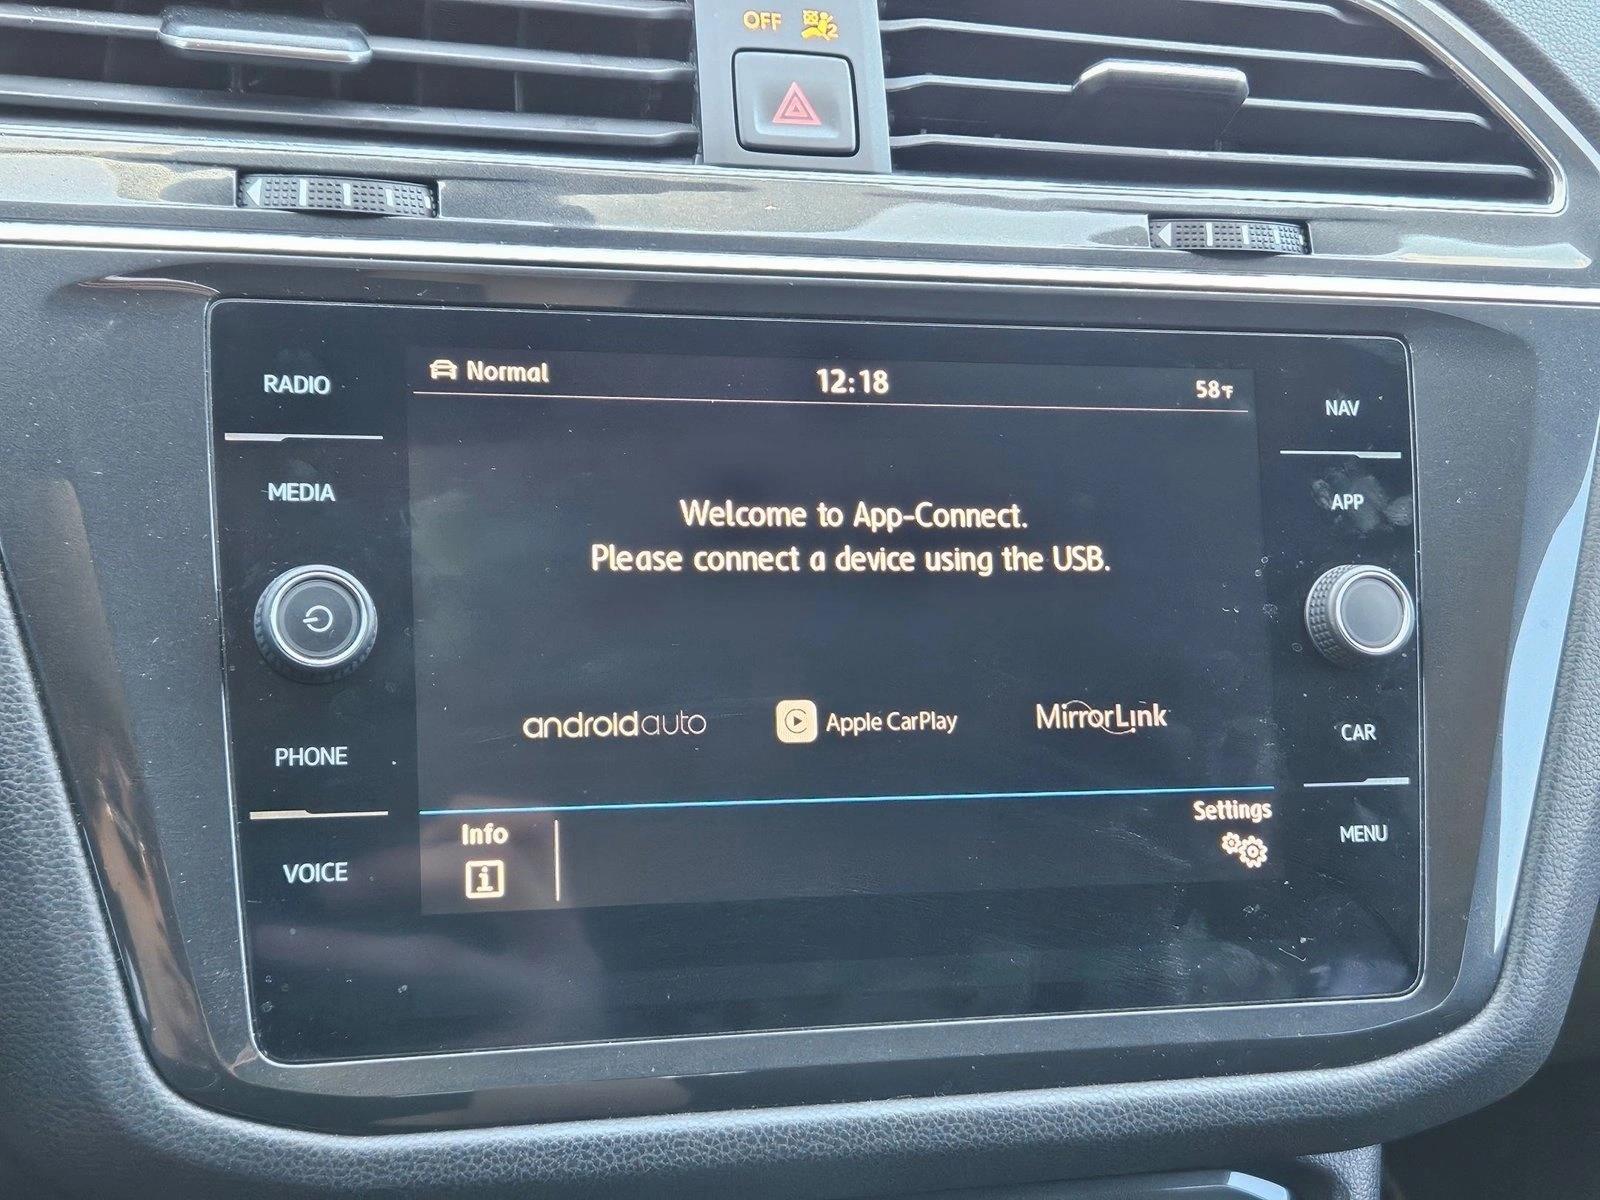 OFF 2
RADIO
MEDIA
PHONE
VOICE
Normal 12:18 58°F
Welcome to App-Connect.
Please connect a device using the USB.
androidauto Apple CarPlay MirrorLink
Info
i
Settings
NAV
APP
CAR
MENU